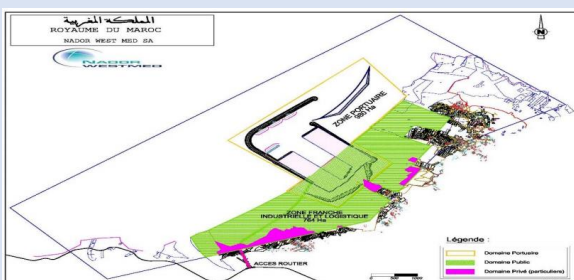 المملكة المغربية
ROYAUME DU MAROC
NADOR WEST MED SA
NADOR
WESTMED
N
ZONE PORTUAIRE
ZONE FRANCHE
INDUSTRIELLE ET LOGISTIQUE
ACCES ROUTIER
Légende :
Domaine Portuaire
Domaine Public
Domaine Privé (particuliers)